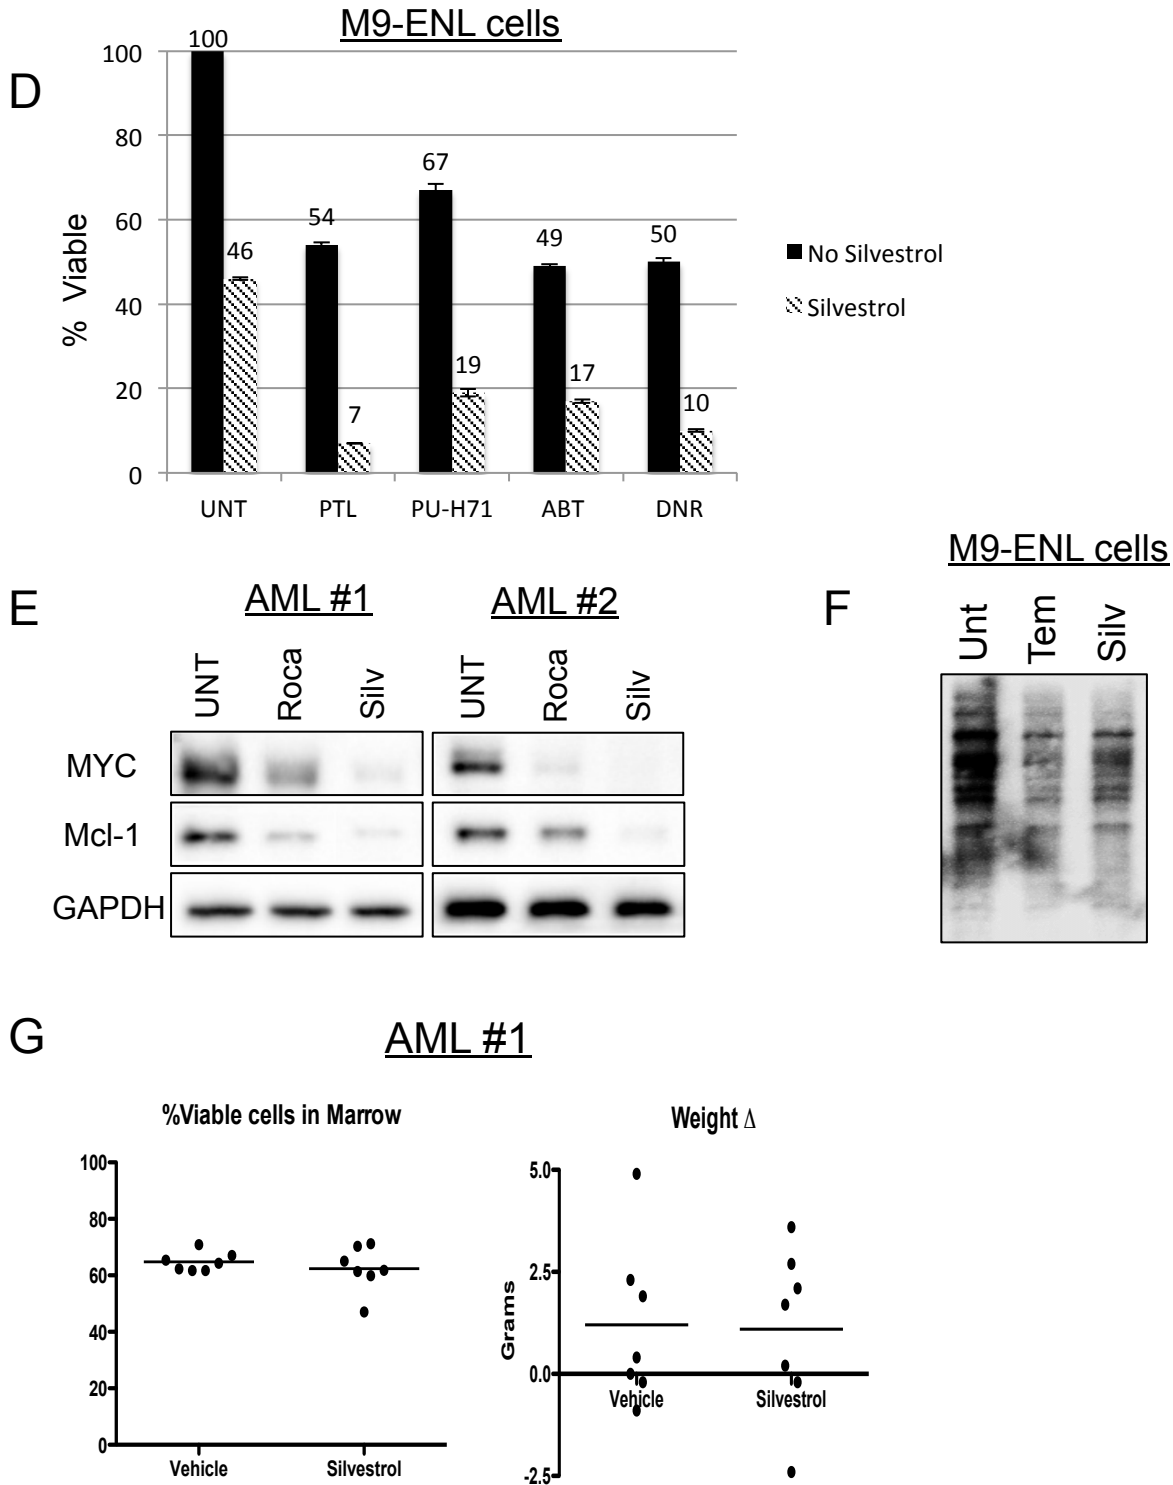 M9-ENL cells
D
100
80
60
40
20
0
% Viable
100
46
54
7
67
19
49
17
50
10
UNT PTL PU-H71 ABT DNR
No Silvestrol
Silvestrol
E
AML #1 AML #2
UNT Roca Silv UNT Roca Silv
MYC
Mcl-1
GAPDH
F
M9-ENL cells
Unt Tem Silv
G
AML #1
%Viable cells in Marrow
100
80
60
40
20
0
Vehicle Silvestrol
Weight Δ
Grams
5.0
2.5
0.0
-2.5
Vehicle Silvestrol